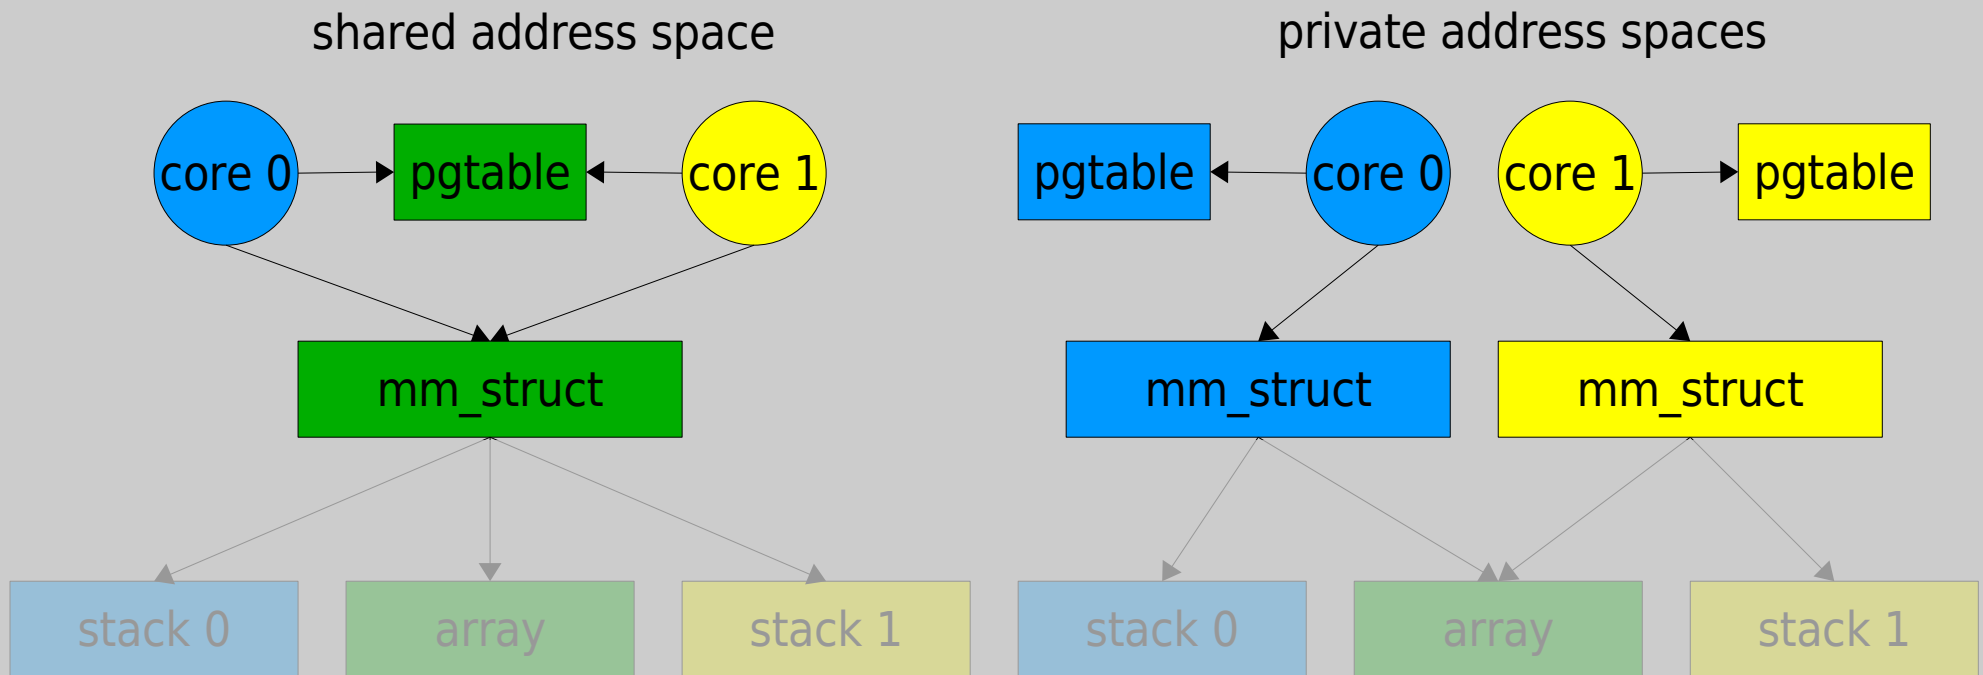 shared address space
core 0
pgtable
core 1
mm_struct
stack 0
array
stack 1
private address spaces
pgtable
core 0
core 1
pgtable
mm_struct
mm_struct
stack 0
array
stack 1